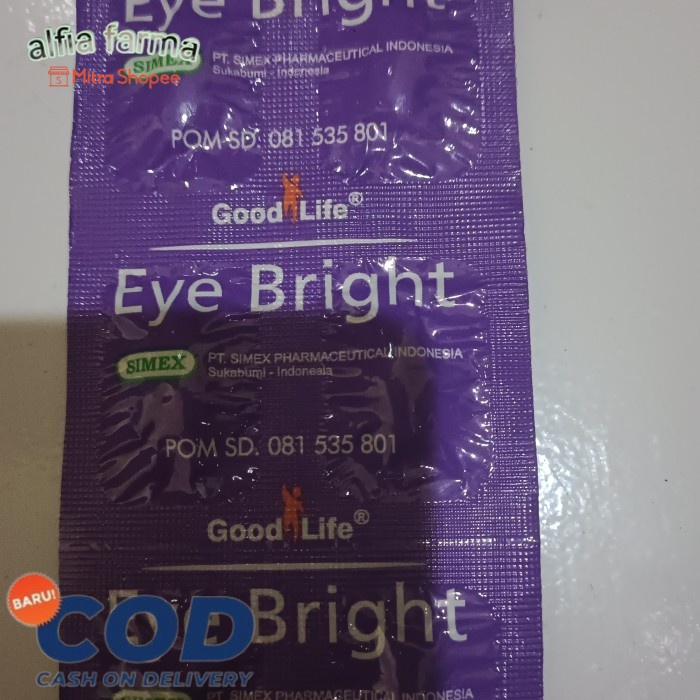 Eye Bright
alfia farma
Mitra Shopee
SIMEX
PT. SIMEX PHARMACEUTICAL INDONESIA
Sukabumi - Indonesia
POM SD. 081 535 801
Good Life®
Eye Bright
SIMEX
PT. SIMEX PHARMACEUTICAL INDONESIA
Sukabumi - Indonesia
POM SD. 081 535 801
Good Life®
Eye Bright
BARU!
COD
CASH ON DELIVERY
SIMEX
PT. SIMEX PHARMACEUTICAL INDONESIA